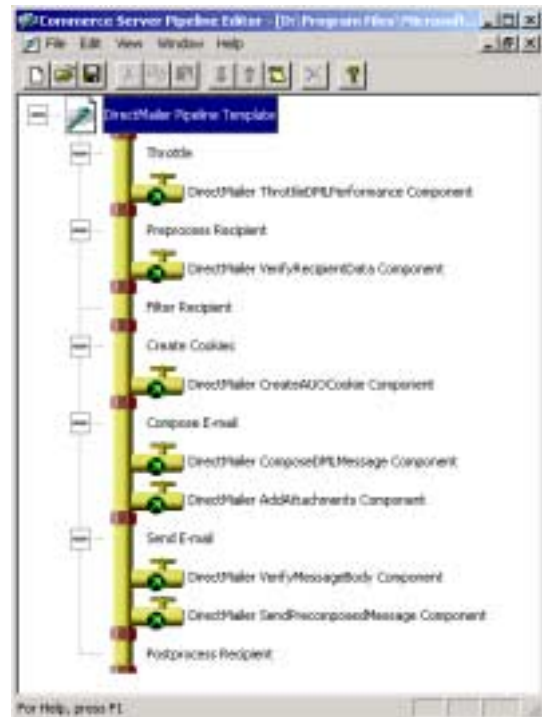 Commerce Server Pipeline Editor - [D:\Program Files\Microsoft...
File Edit View Window Help
DirectMailer Pipeline Template
Throttle
DirectMailer ThrottleDMLPerformance Component
Preprocess Recipient
DirectMailer VerifyRecipientData Component
Filter Recipient
Create Cookies
DirectMailer CreateAUOCookie Component
Compose E-mail
DirectMailer ComposeDMLMessage Component
DirectMailer AddAttachments Component
Send E-mail
DirectMailer VerifyMessageBody Component
DirectMailer SendPrecomposedMessage Component
Postprocess Recipient
For Help, press F1